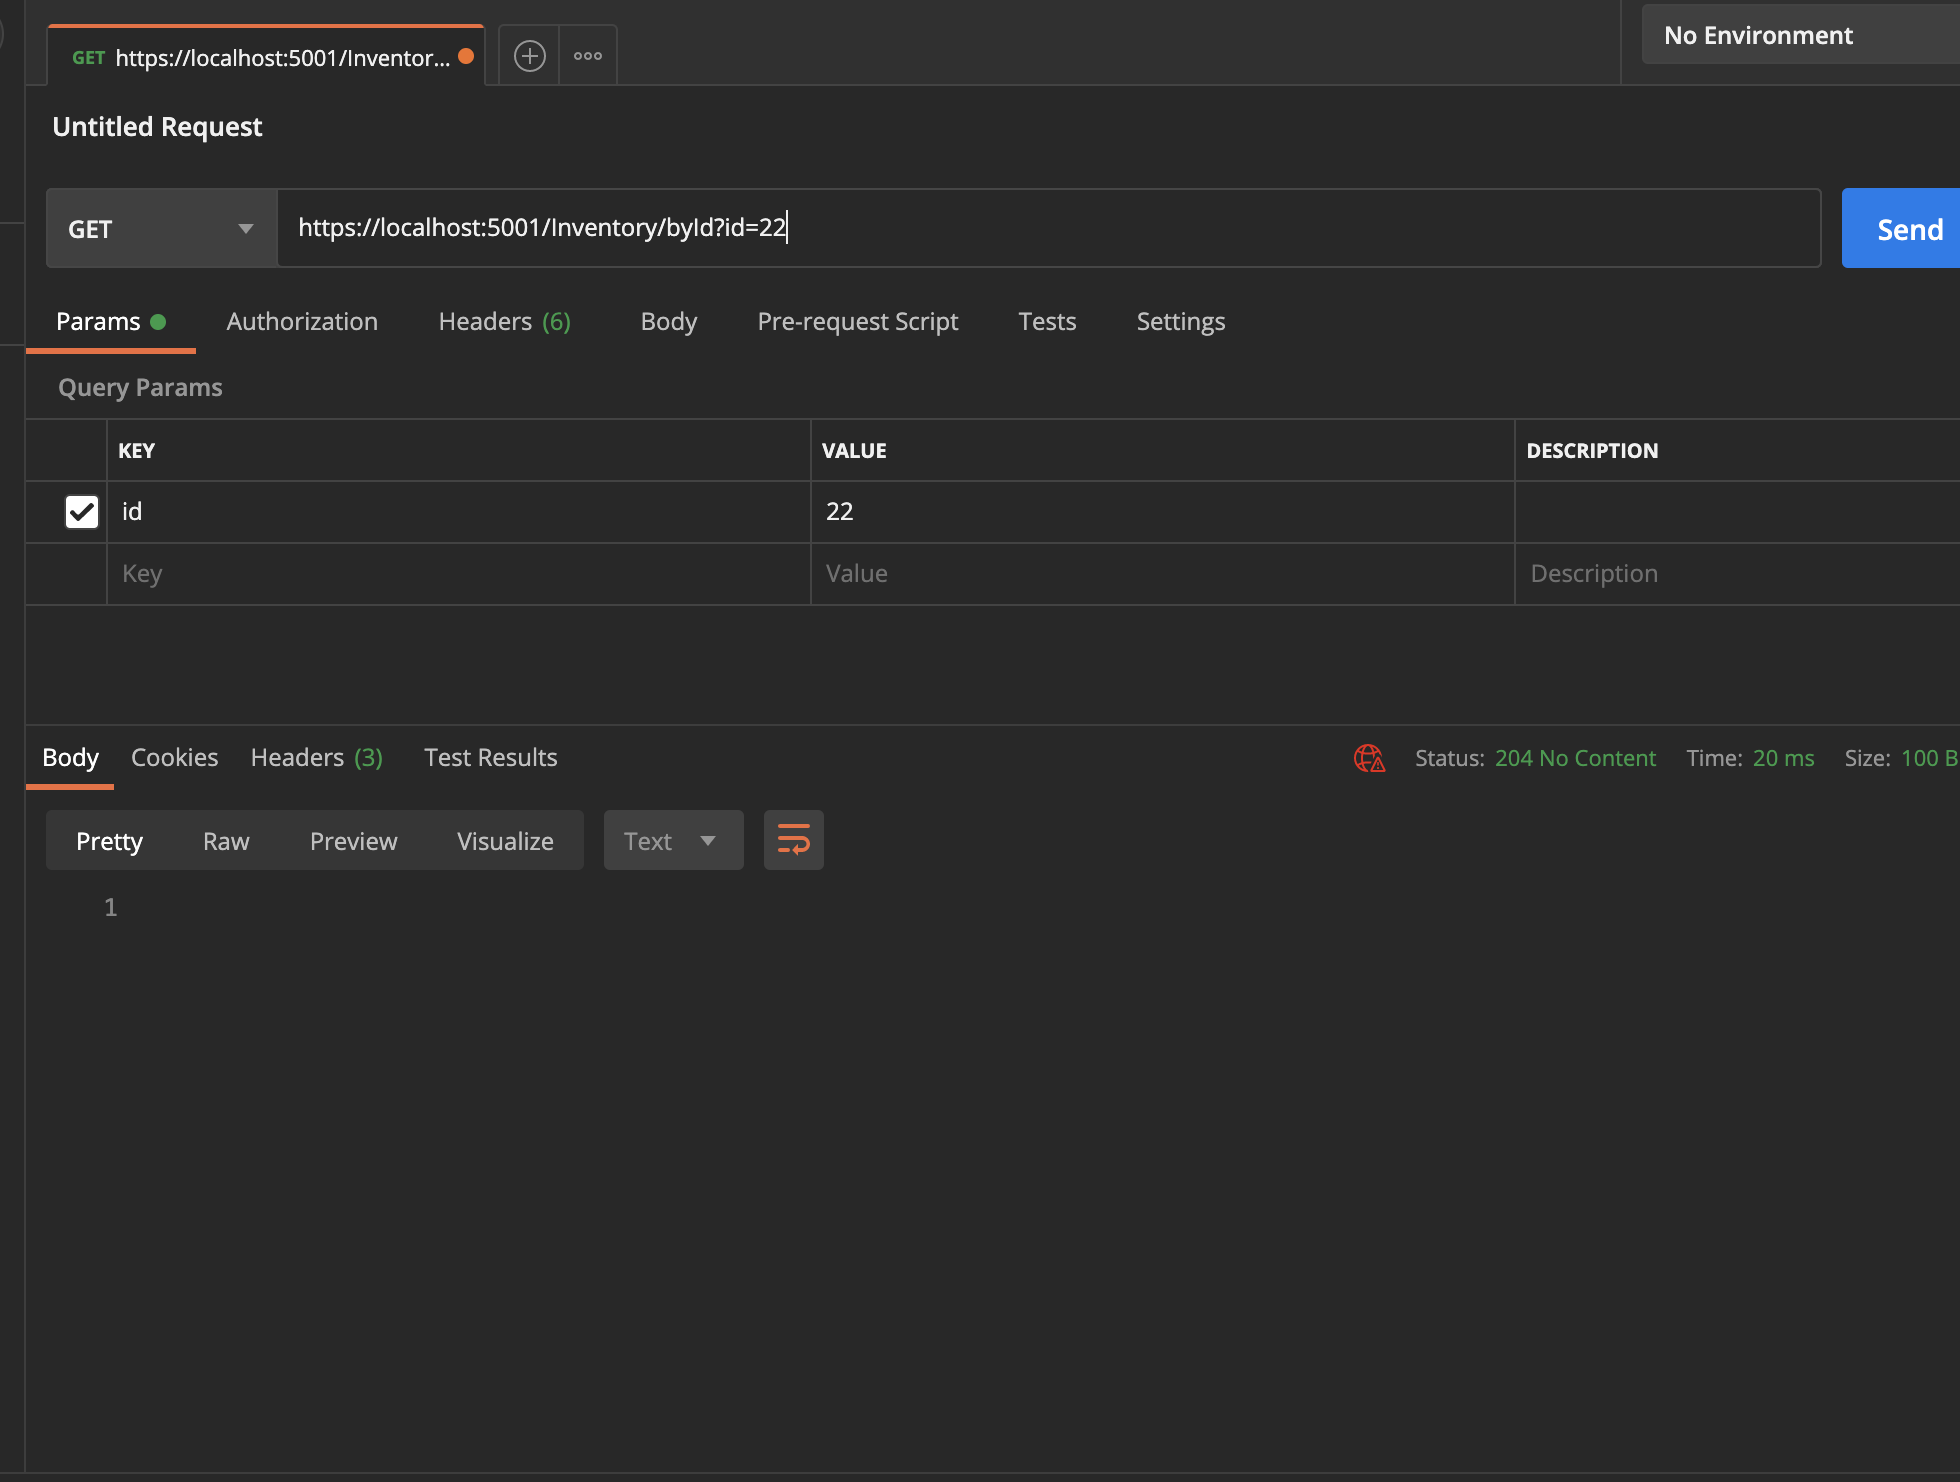 GET https://localhost:5001/Inventor...
No Environment
Untitled Request
GET https://localhost:5001/Inventory/byId?id=22 Send
Params Authorization Headers (6) Body Pre-request Script Tests Settings
Query Params
KEY VALUE DESCRIPTION
id 22
Key Value Description
Body Cookies Headers (3) Test Results Status: 204 No Content Time: 20 ms Size: 100 B
Pretty Raw Preview Visualize Text
1